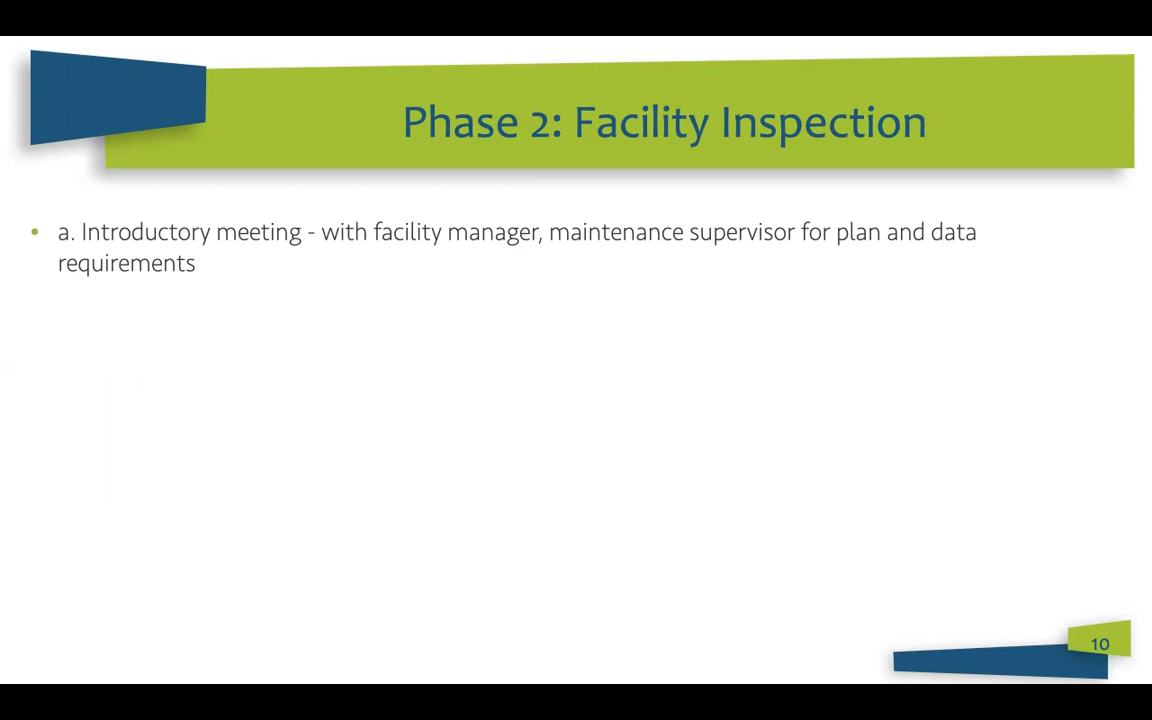 Phase 2: Facility Inspection
• a. Introductory meeting - with facility manager, maintenance supervisor for plan and data
requirements
10